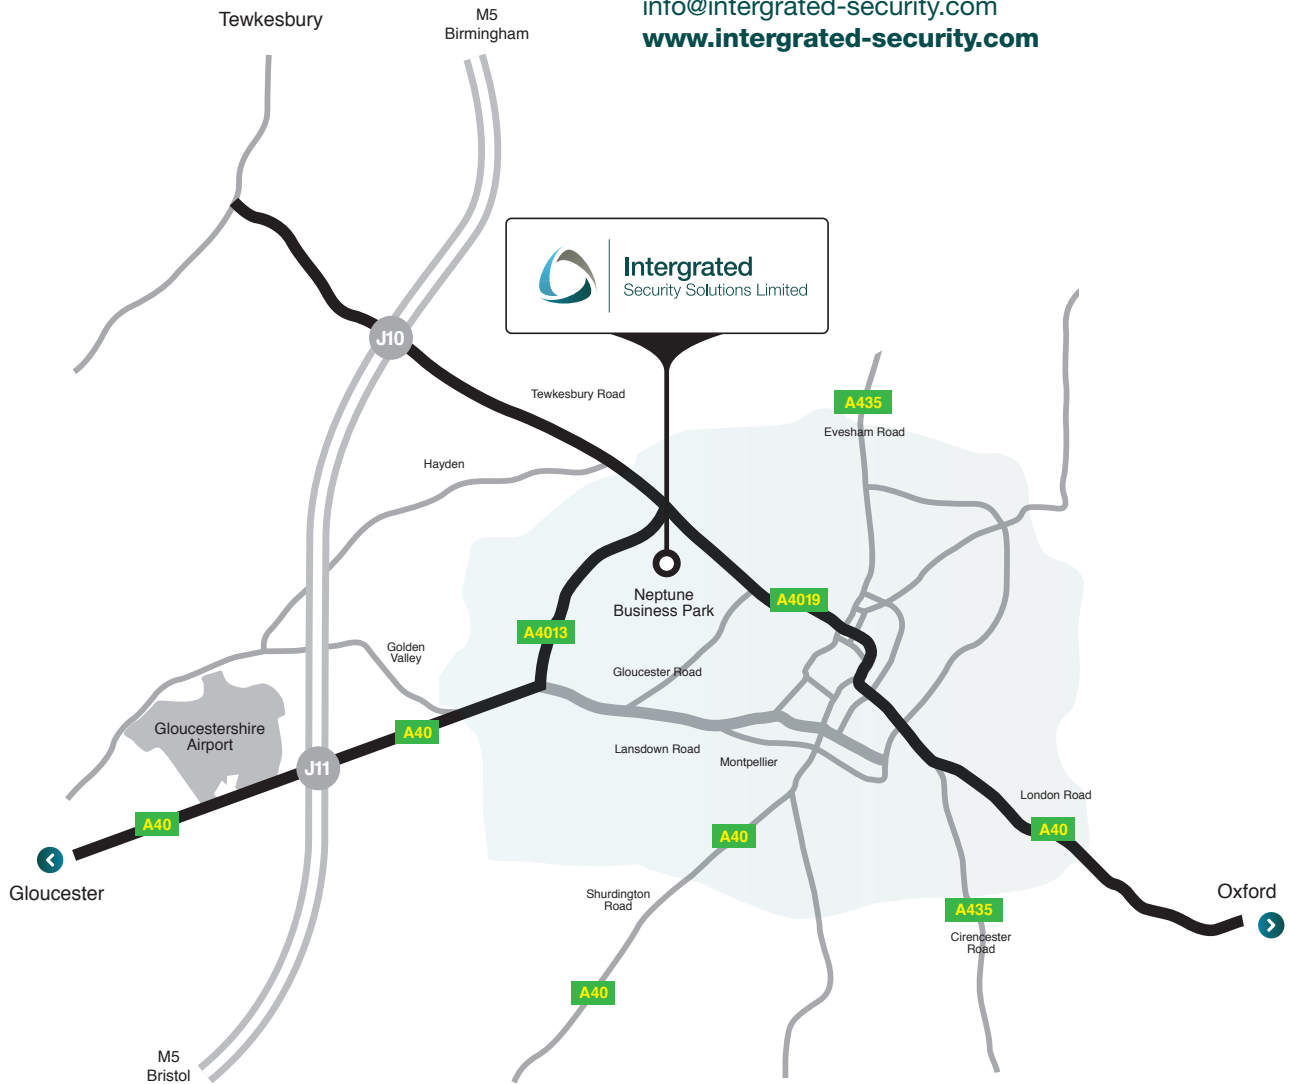 info@intergrated-security.com
www.intergrated-security.com
Tewkesbury
M5
Birmingham
Intergrated
Security Solutions Limited
J10
Tewkesbury Road
A435
Evesham Road
Hayden
Neptune
Business Park
A4019
A4013
Golden
Valley
Gloucester Road
Gloucestershire
Airport
A40
Lansdown Road
Montpellier
J11
London Road
A40
A40
A40
Gloucester
Shurdington
Road
Oxford
A435
Cirencester
Road
A40
M5
Bristol